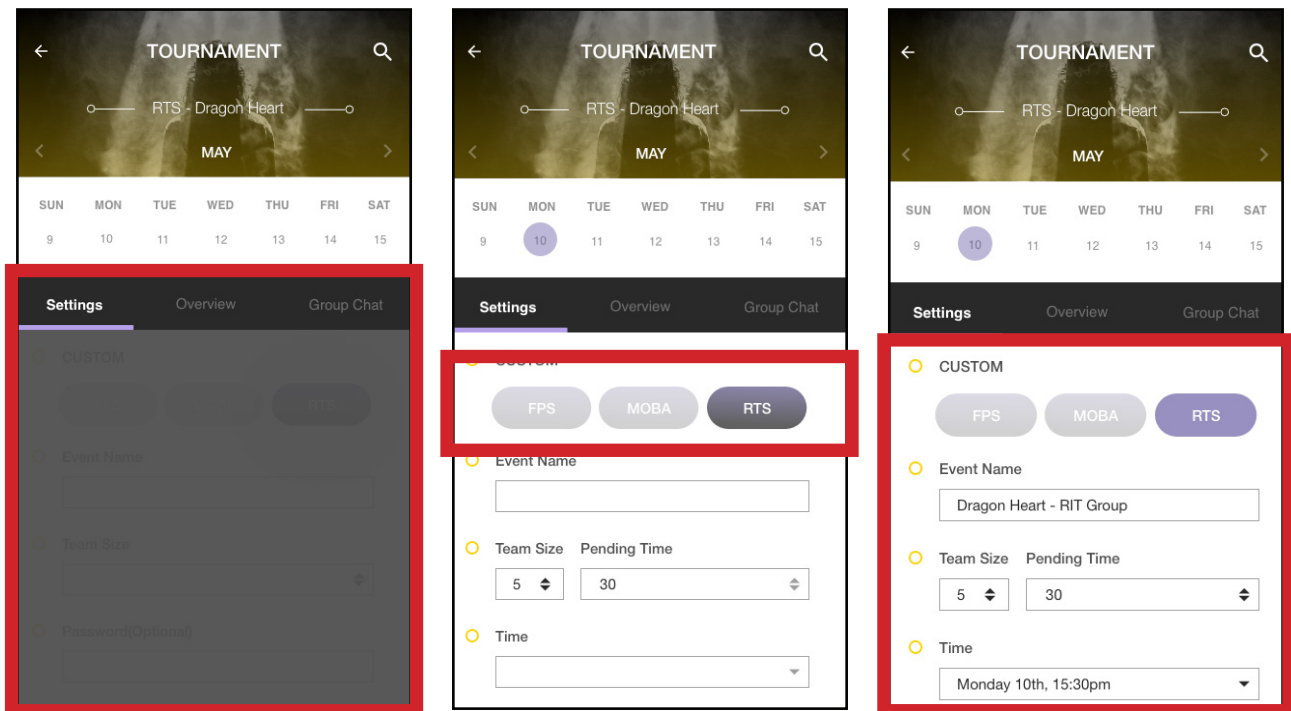 TOURNAMENT
RTS - Dragon Heart
MAY
SUN MON TUE WED THU FRI SAT
9 10 11 12 13 14 15
Settings Overview Group Chat
CUSTOM
RTS
Event Name
Team Size
Password(Optional)
TOURNAMENT
RTS - Dragon Heart
MAY
SUN MON TUE WED THU FRI SAT
9 10 11 12 13 14 15
Settings Overview Group Chat
CUSTOM
FPS MOBA RTS
Event Name
Team Size Pending Time
5 30
Time
TOURNAMENT
RTS - Dragon Heart
MAY
SUN MON TUE WED THU FRI SAT
9 10 11 12 13 14 15
Settings Overview Group Chat
CUSTOM
FPS MOBA RTS
Event Name
Dragon Heart - RIT Group
Team Size Pending Time
5 30
Time
Monday 10th, 15:30pm